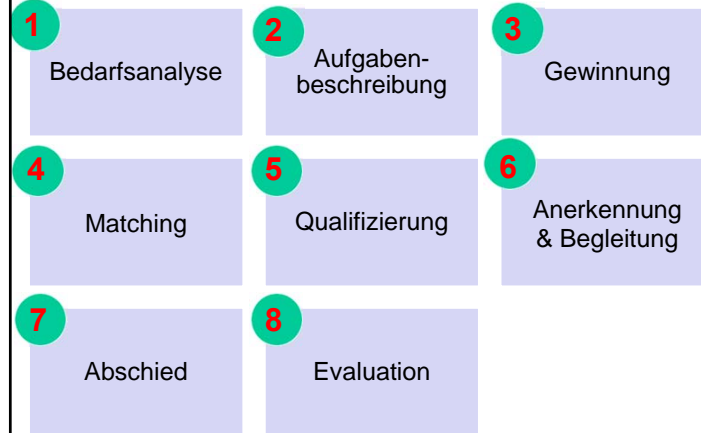 1
Bedarfsanalyse
2
Aufgaben-
beschreibung
3
Gewinnung
4
Matching
5
Qualifizierung
6
Anerkennung
& Begleitung
7
Abschied
8
Evaluation